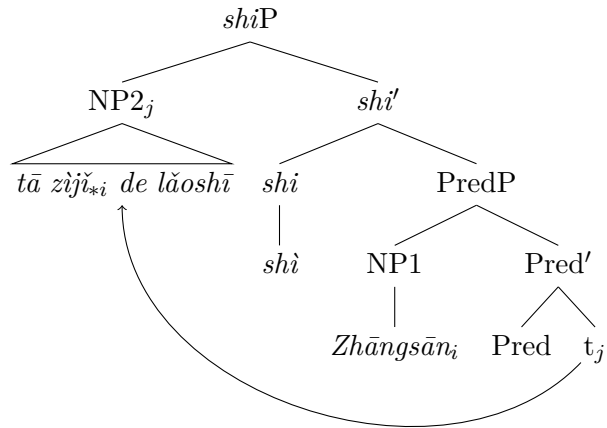 shiP
NP2j shi′
tā zìjǐ*i de lǎoshī shi PredP
shì NP1 Pred′
Zhāngsāni Pred tj